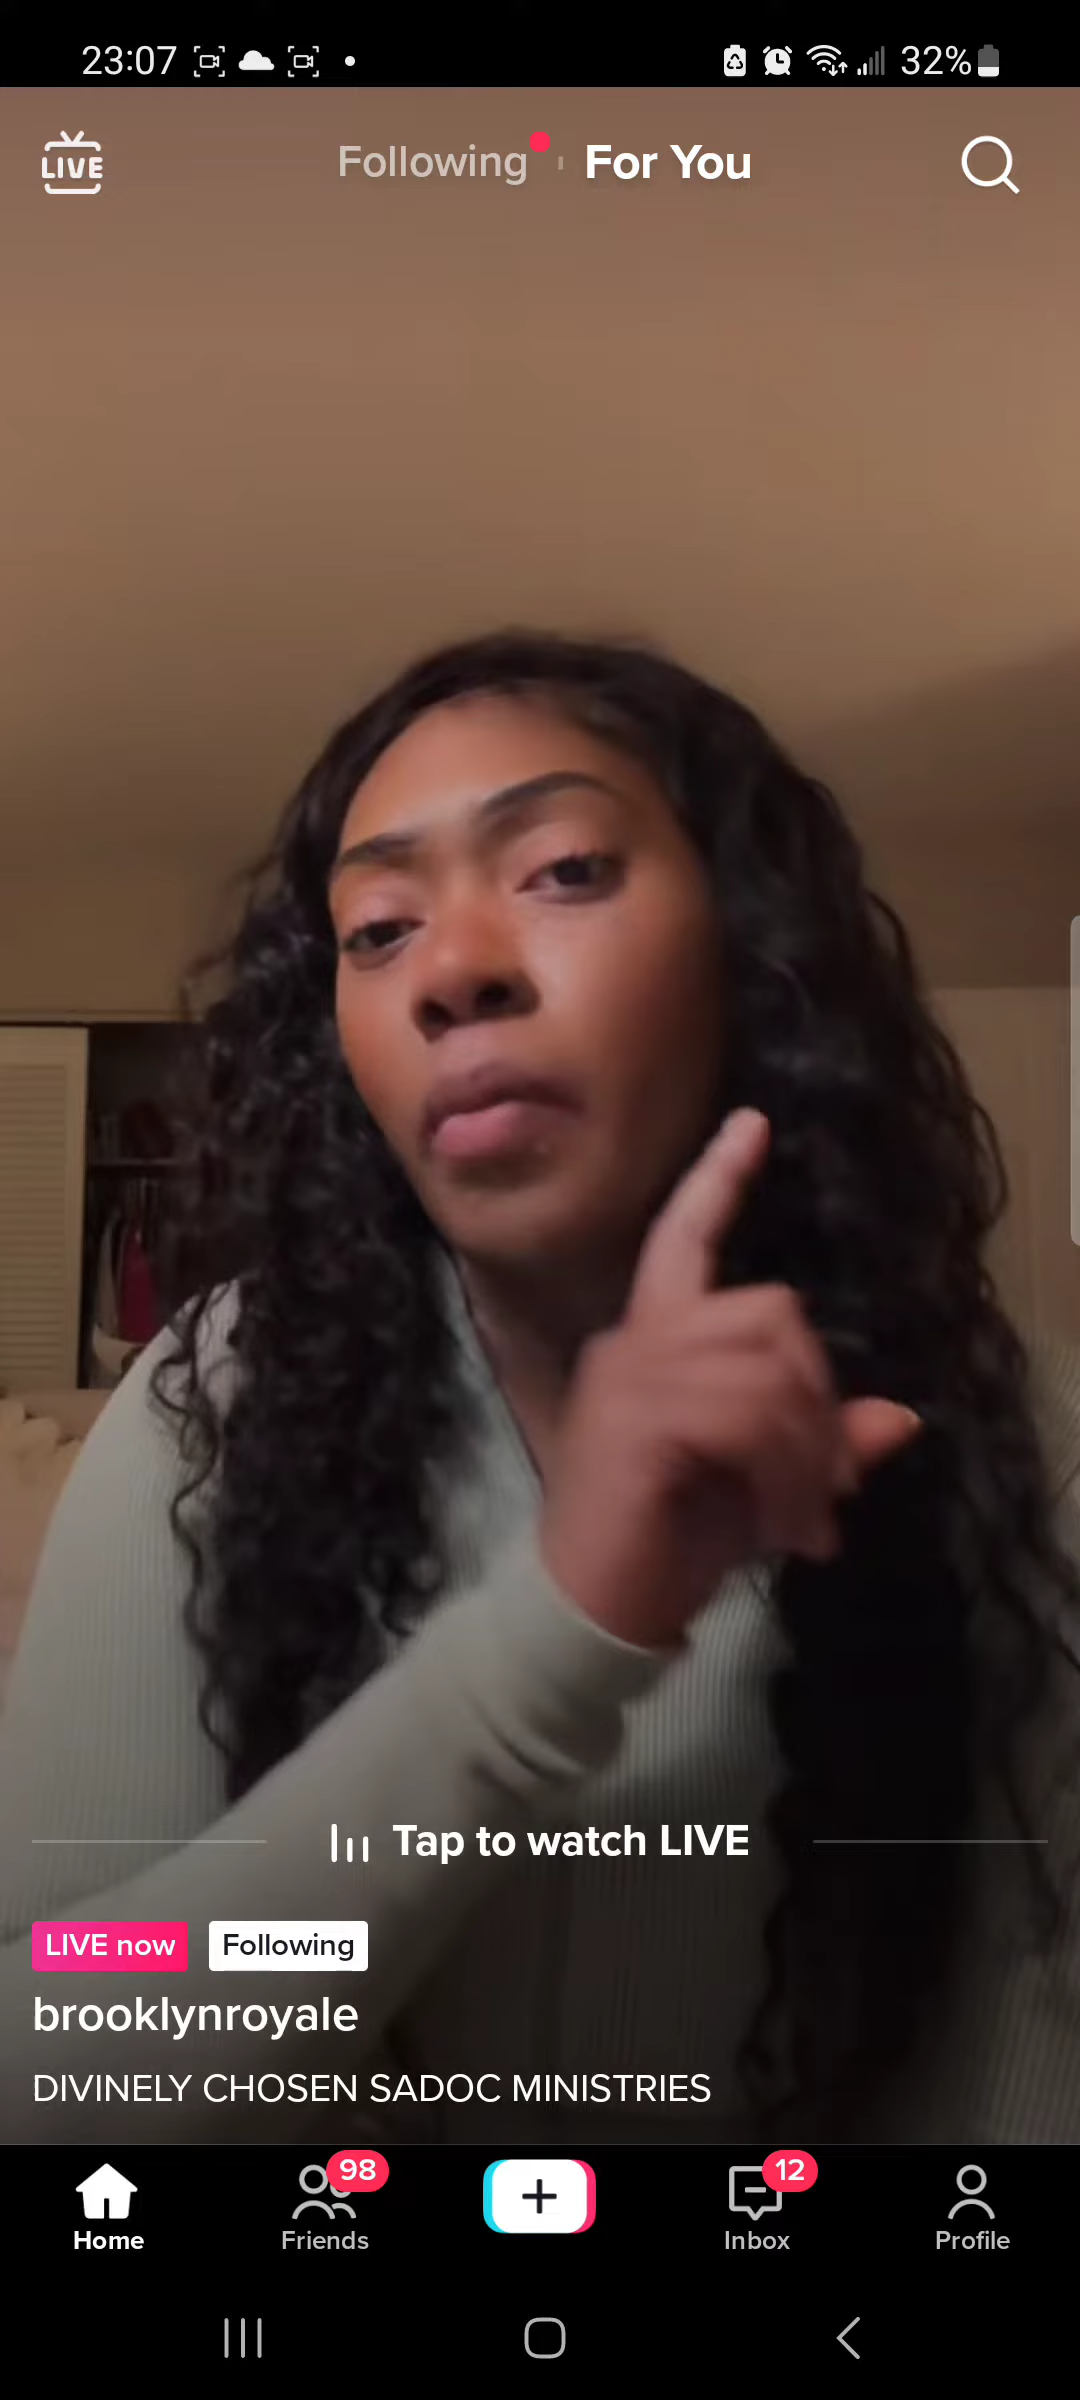 23:07
32%
LIVE
Following
For You
Tap to watch LIVE
LIVE now
Following
brooklynroyale
DIVINELY CHOSEN SADOC MINISTRIES
98
12
Home
Friends
Inbox
Profile